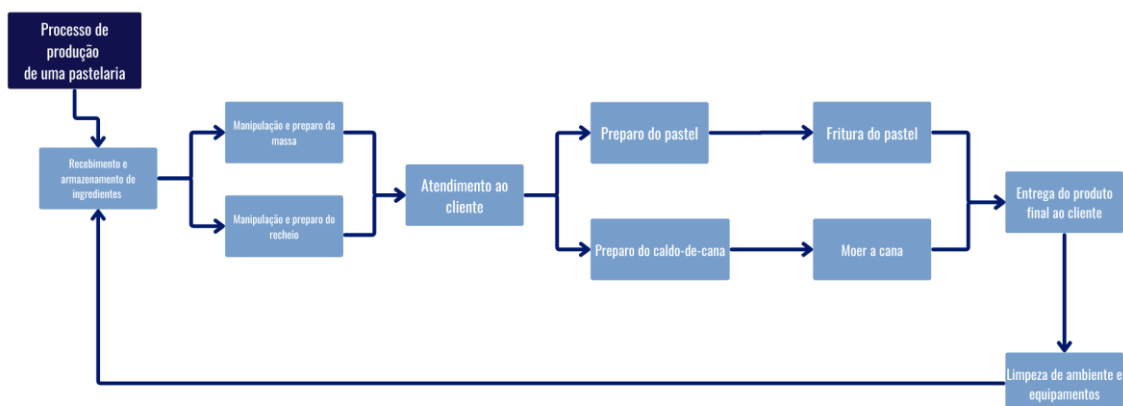 Processo de
produção
de uma pastelaria
Recebimento e
armazenamento de
ingredientes
Manipulação e preparo da
massa
Manipulação e preparo do
recheio
Atendimento ao
cliente
Preparo do pastel
Fritura do pastel
Preparo do caldo-de-cana
Moer a cana
Entrega do produto
final ao cliente
Limpeza de ambiente e
equipamentos